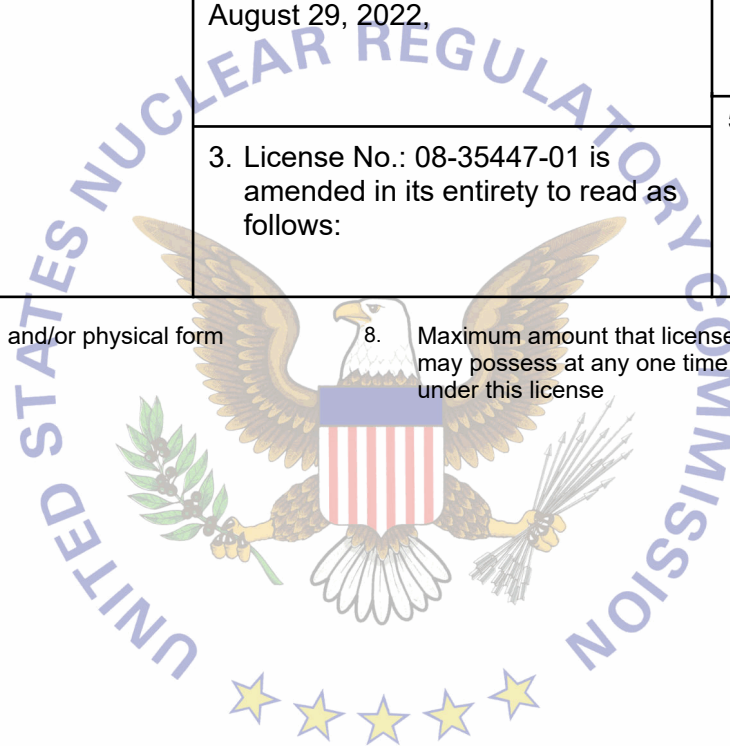 August 29, 2022,
3. License No.: 08-35447-01 is
amended in its entirety to read as
follows:
and/or physical form
8. Maximum amount that license
may possess at any one time
under this license
UNITED STATES NUCLEAR REGULATORY COMMISSION